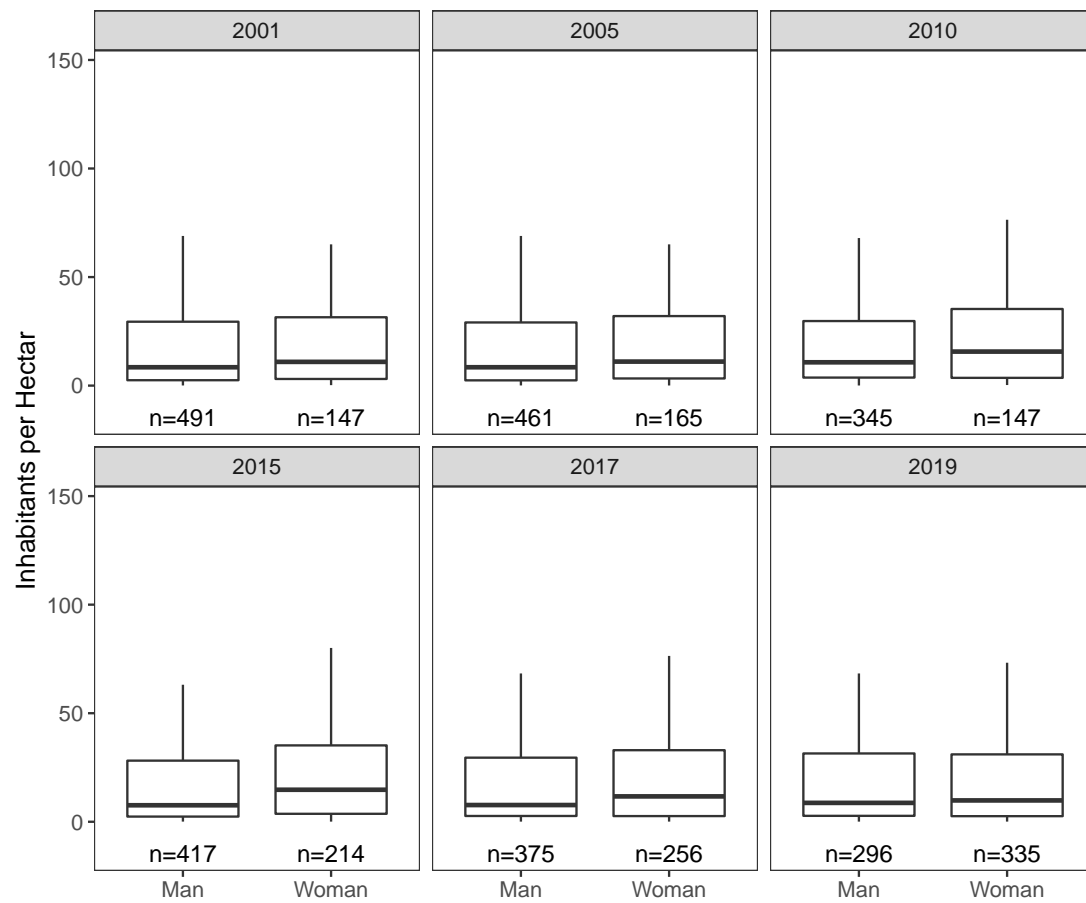 2001
2005
2010
150
100
50
0
n=491
n=147
n=461
n=165
n=345
n=147
Inhabitants per Hectar
2015
2017
2019
150
100
50
0
n=417
n=214
n=375
n=256
n=296
n=335
Man
Woman
Man
Woman
Man
Woman